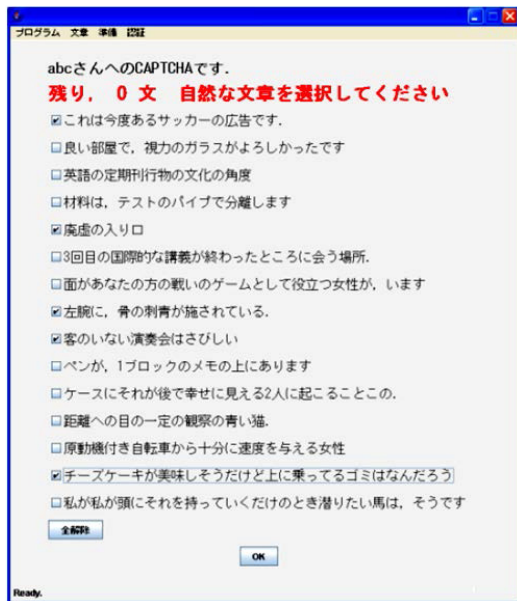 プログラム 文章 準備 認証
abcさんへのCAPTCHAです.
残り, 0 文 自然な文章を選択してください
これは今度あるサッカーの広告です.
良い部屋で, 視力のガラスがよろしかったです
英語の定期刊行物の文化の角度
材料は, テストのパイプで分離します
廃虚の入り口
3回目の国際的な講義が終わったところに会う場所.
面があなたの方の戦いのゲームとして役立つ女性が, います
左腕に, 骨の刺青が施されている.
客のいない演奏会はさびしい
ペンが, 1ブロックのメモの上にあります
ケースにそれが後で幸せに見える2人に起こることこの.
距離への目の一定の観察の青い猫.
原動機付き自転車から十分に速度を与える女性
チーズケーキが美味しそうだけど上に乗ってるゴミはなんだろう
私が私が頭にそれを持っていくだけのとき潜りたい馬は, そうです
全解除
OK
Ready.